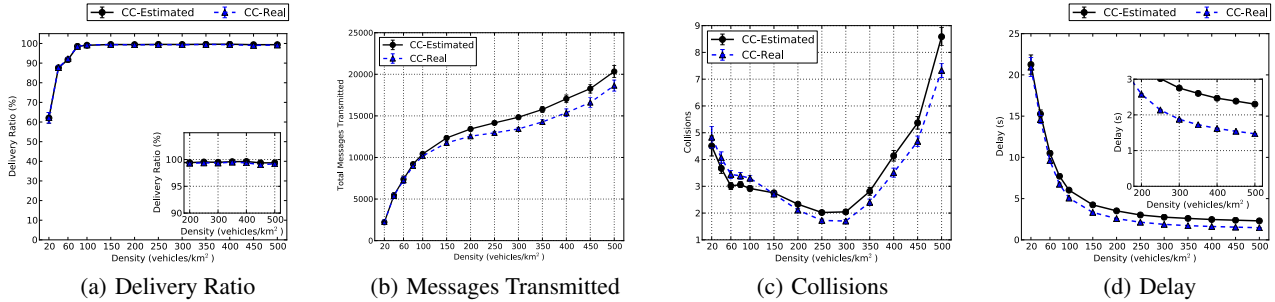 CC-Estimated CC-Real
100
90
80
70
60
50
40
30
20
10
0
Delivery Ratio (%)
100
95
90
Delivery Ratio (%)
200 300 400 500
Density (vehicles/km²)
20 60 100 150 200 250 300 350 400 450 500
Density (vehicles/km²)
(a) Delivery Ratio
CC-Estimated
CC-Real
25000
20000
15000
10000
5000
0
Total Messages Transmitted
20 60 100 150 200 250 300 350 400 450 500
Density (vehicles/km²)
(b) Messages Transmitted
CC-Estimated
CC-Real
9
8
7
6
5
4
3
2
1
Collisions
20 60 100 150 200 250 300 350 400 450 500
Density (vehicles/km²)
(c) Collisions
CC-Estimated CC-Real
25
20
15
10
5
0
Delay (s)
3
2
1
0
Delay (s)
200 300 400 500
Density (vehicles/km²)
20 60 100 150 200 250 300 350 400 450 500
Density (vehicles/km²)
(d) Delay